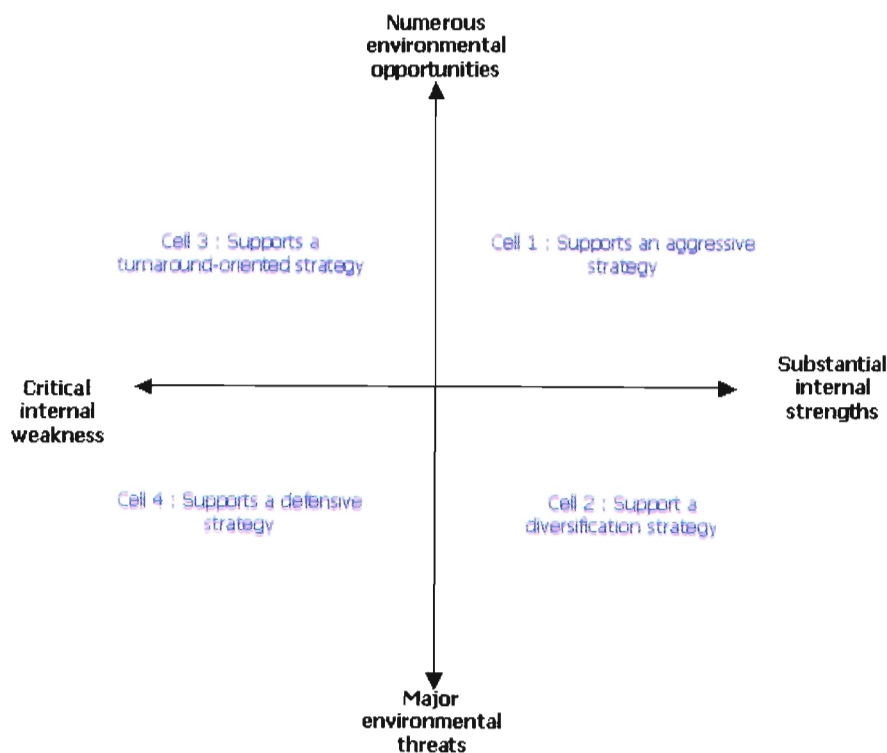 Numerous
environmental
opportunities
Cell 3 : Supports a
turnaround-oriented strategy
Cell 1 : Supports an aggressive
strategy
Critical
internal
weakness
Substantial
internal
strengths
Cell 4 : Supports a defensive
strategy
Cell 2 : Support a
diversification strategy
Major
environmental
threats